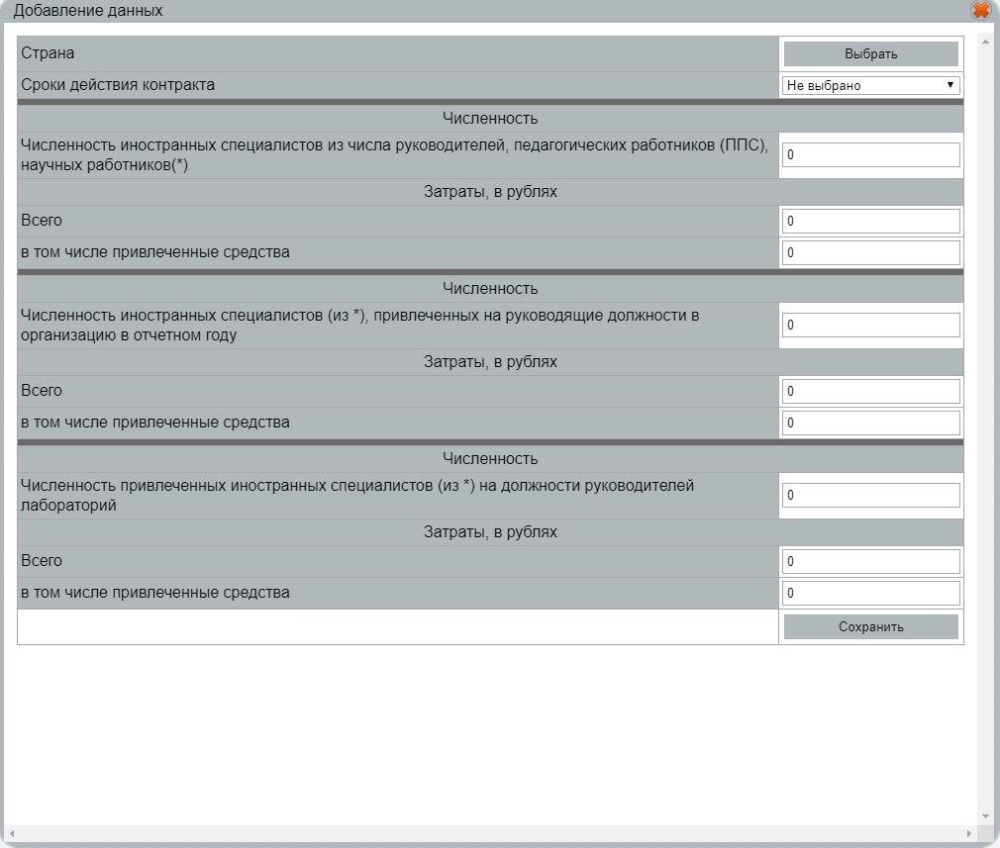 Добавление данных
Страна
Выбрать
Сроки действия контракта
Не выбрано
Численность
Численность иностранных специалистов из числа руководителей, педагогических работников (ППС),
научных работников(*)
0
Затраты, в рублях
Всего
0
в том числе привлеченные средства
0
Численность
Численность иностранных специалистов (из *), привлеченных на руководящие должности в
организацию в отчетном году
0
Затраты, в рублях
Всего
0
в том числе привлеченные средства
0
Численность
Численность привлеченных иностранных специалистов (из *) на должности руководителей
лабораторий
0
Затраты, в рублях
Всего
0
в том числе привлеченные средства
0
Сохранить